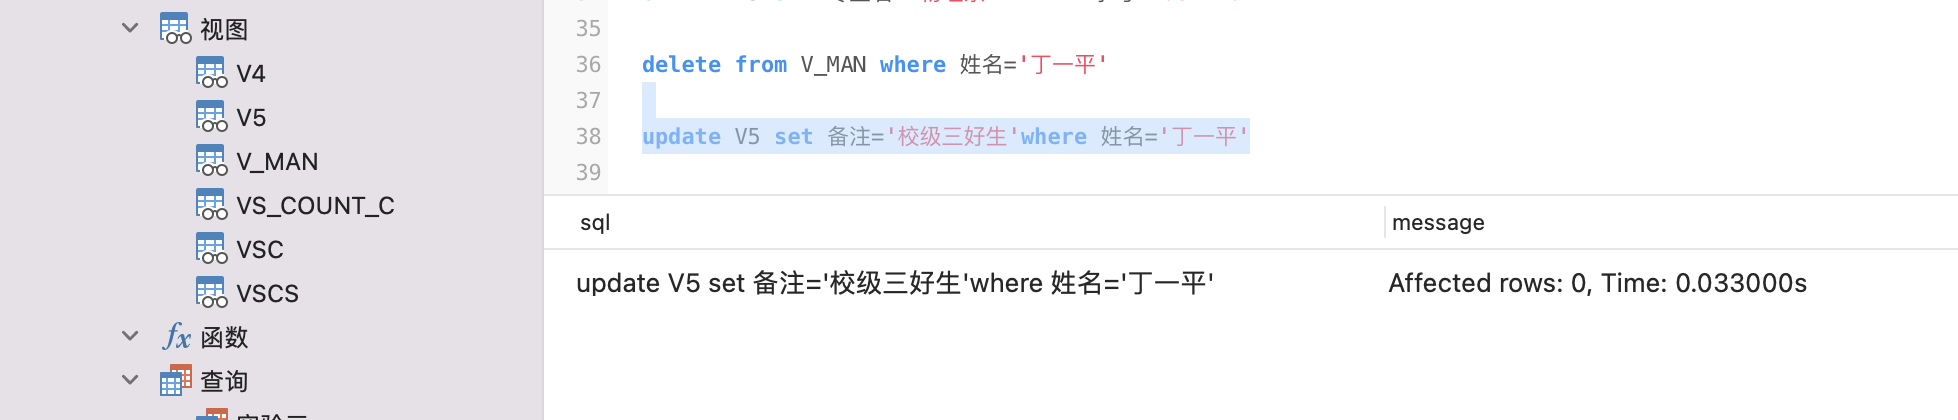 视图
V4
V5
V_MAN
VS_COUNT_C
VSC
VSCS
函数
查询
35
36 delete from V_MAN where 姓名='丁一平'
37
38 update V5 set 备注='校级三好生'where 姓名='丁一平'
39
sql message
update V5 set 备注='校级三好生'where 姓名='丁一平' Affected rows: 0, Time: 0.033000s